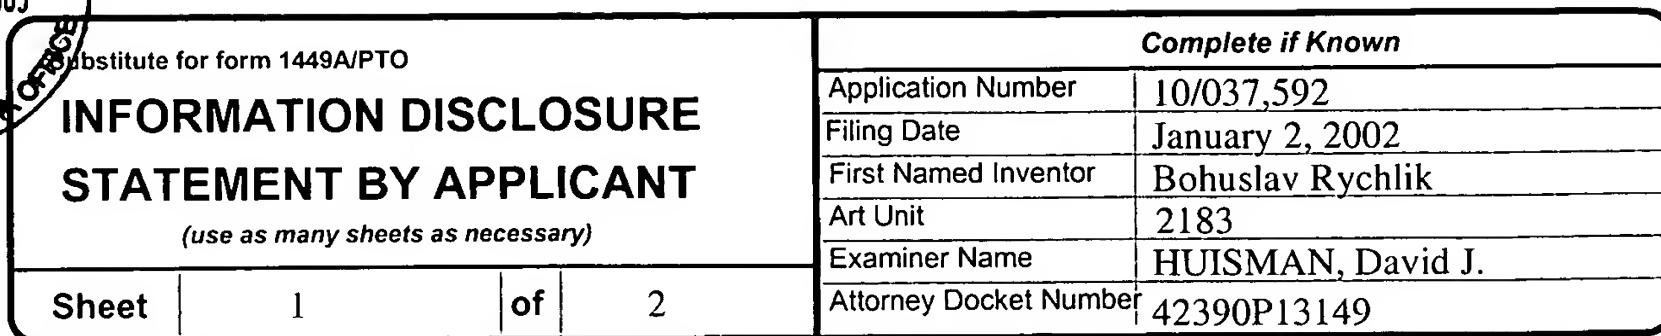 OFFICE
Substitute for form 1449A/PTO
INFORMATION DISCLOSURE
STATEMENT BY APPLICANT
(use as many sheets as necessary)
Sheet 1 of 2
Complete if Known
Application Number 10/037,592
Filing Date January 2, 2002
First Named Inventor Bohuslav Rychlik
Art Unit 2183
Examiner Name HUISMAN, David J.
Attorney Docket Number 42390P13149